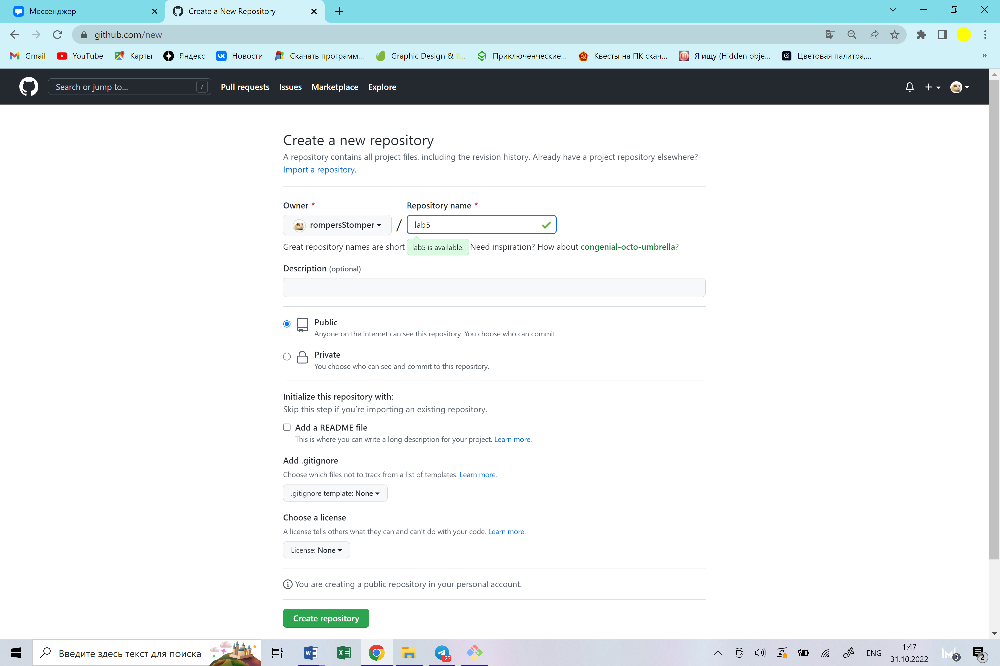 Мессенджер
Create a New Repository
github.com/new
Gmail
YouTube
Карты
Яндекс
Новости
Скачать программ...
Graphic Design & Il...
Приключенческие...
Квесты на ПК скач...
Я ищу (Hidden obje...
Цветовая палитра,...
»
Search or jump to...
/
Pull requests
Issues
Marketplace
Explore
Create a new repository
A repository contains all project files, including the revision history. Already have a project repository elsewhere?
Import a repository.
Owner *
Repository name *
rompersStomper
/
lab5
Great repository names are short lab5 is available. Need inspiration? How about congenial-octo-umbrella?
Description (optional)
Public
Anyone on the internet can see this repository. You choose who can commit.
Private
You choose who can see and commit to this repository.
Initialize this repository with:
Skip this step if you’re importing an existing repository.
Add a README file
This is where you can write a long description for your project. Learn more.
Add .gitignore
Choose which files not to track from a list of templates. Learn more.
.gitignore template: None
Choose a license
A license tells others what they can and can't do with your code. Learn more.
License: None
You are creating a public repository in your personal account.
Create repository
Введите здесь текст для поиска
..23
ENG
1:47
31.10.2022
3
2